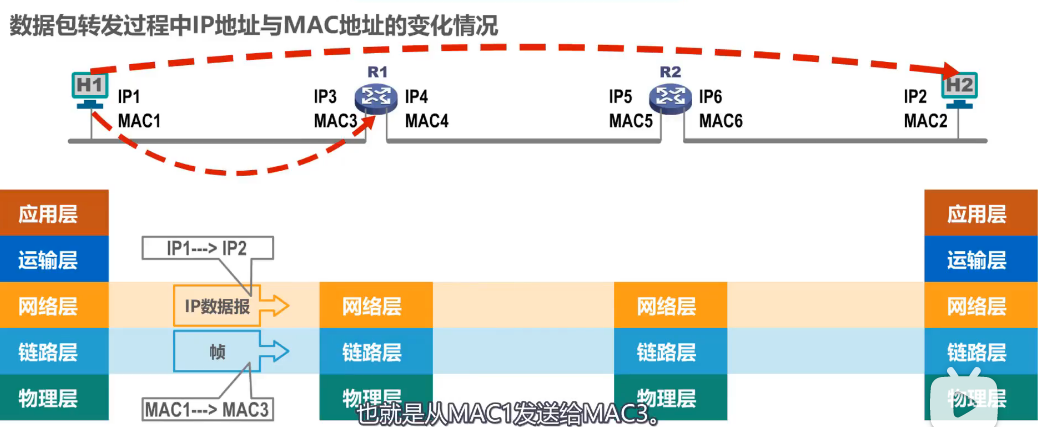 数据包转发过程中IP地址与MAC地址的变化情况
H1
R1
R2
H2
IP1
IP3
IP4
IP5
IP6
IP2
MAC1
MAC3
MAC4
MAC5
MAC6
MAC2
应用层
应用层
运输层
IP1---> IP2
运输层
网络层
IP数据报
网络层
网络层
网络层
链路层
帧
链路层
链路层
链路层
物理层
MAC1---> MAC3
物理层
物理层
物理层
也就是从MAC1发送给MAC3。